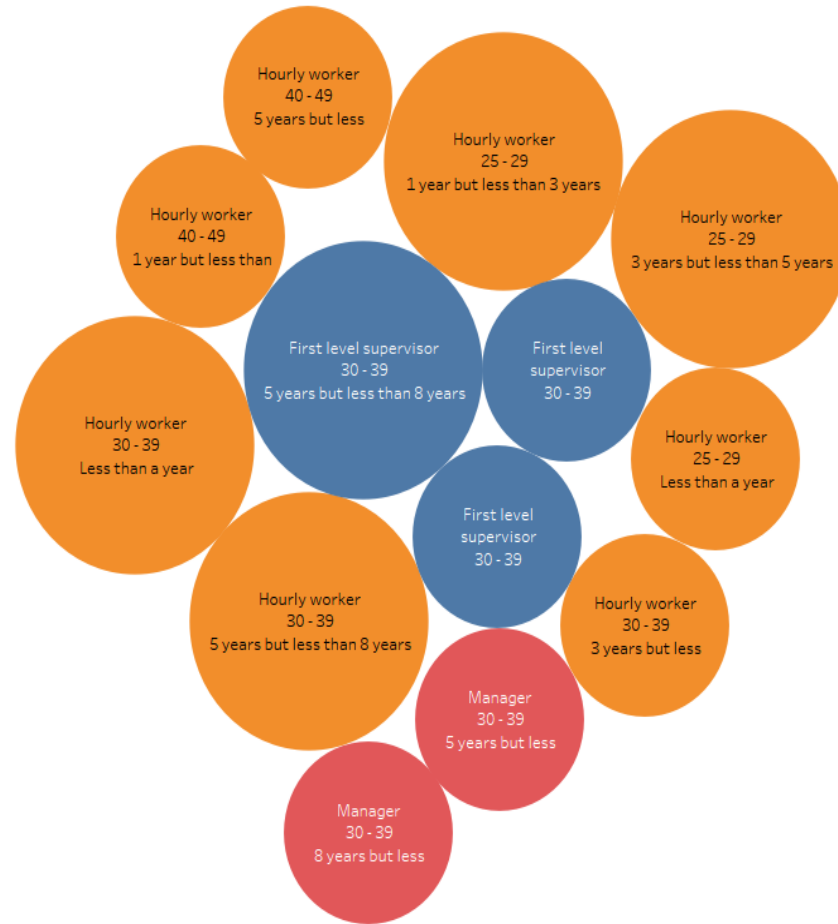 Hourly worker
40 - 49
5 years but less
Hourly worker
25 - 29
1 year but less than 3 years
Hourly worker
25 - 29
3 years but less than 5 years
Hourly worker
40 - 49
1 year but less than
First level supervisor
30 - 39
5 years but less than 8 years
First level
supervisor
30 - 39
Hourly worker
30 - 39
Less than a year
Hourly worker
25 - 29
Less than a year
First level
supervisor
30 - 39
Hourly worker
30 - 39
5 years but less than 8 years
Hourly worker
30 - 39
3 years but less
Manager
30 - 39
5 years but less
Manager
30 - 39
8 years but less